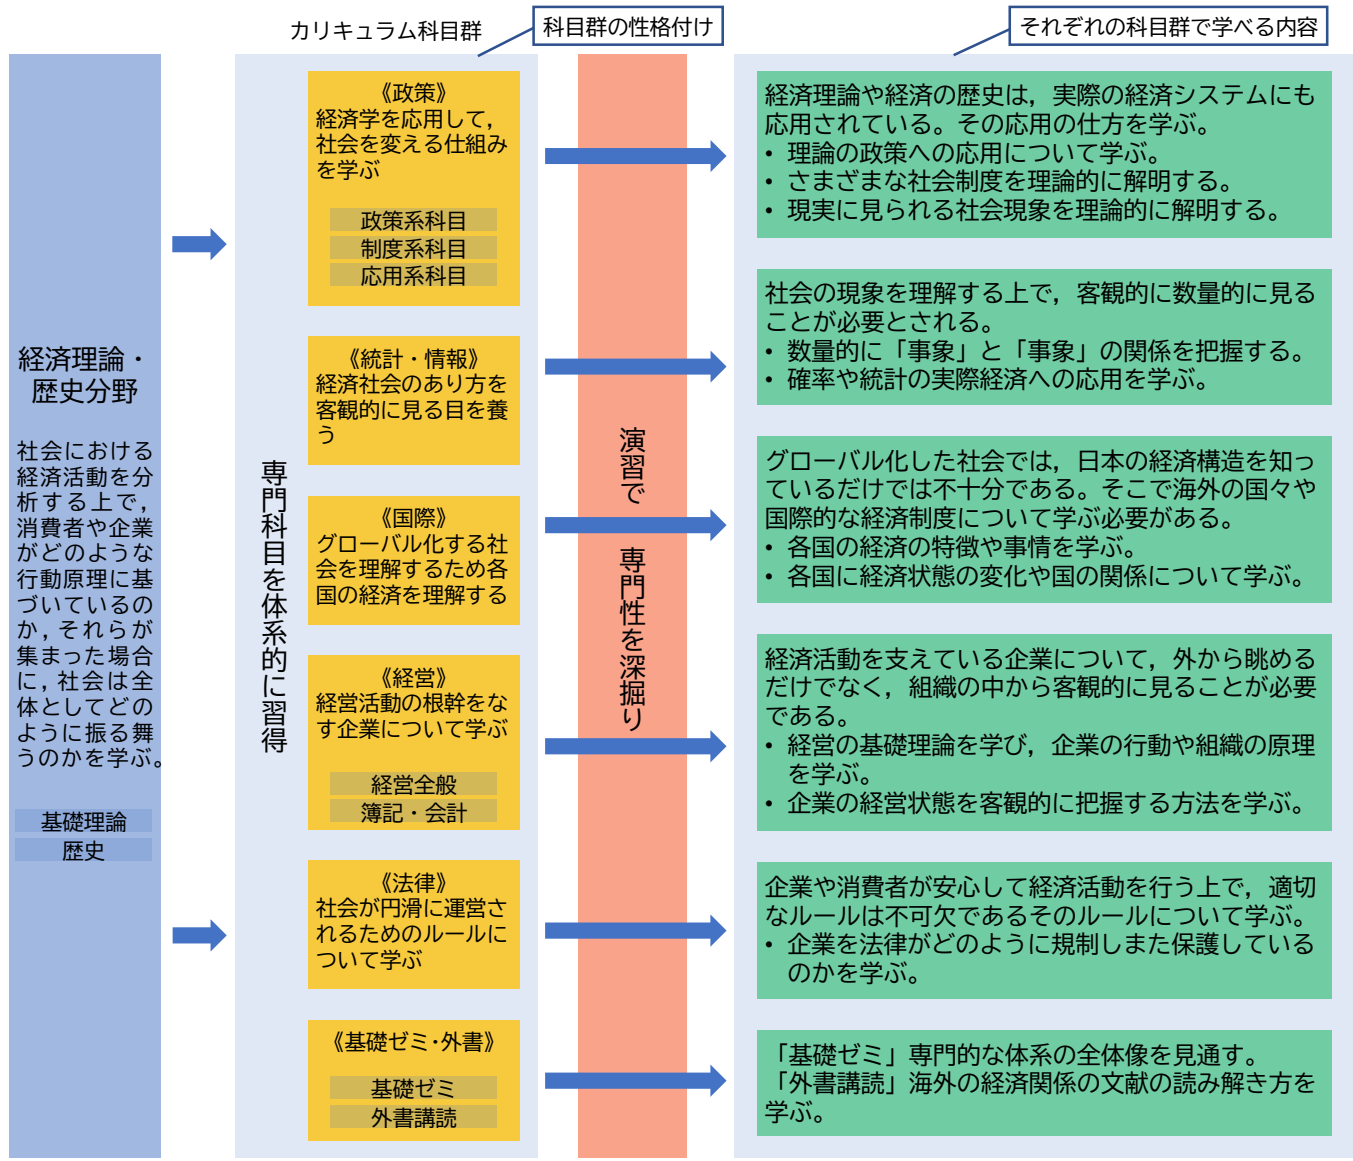 カリキュラム科目群
科目群の性格付け
それぞれの科目群で学べる内容
経済理論・
歴史分野
社会における
経済活動を分
析する上で，
消費者や企業
がどのような
行動原理に基
づいているの
か，それらが
集まった場合
に，社会は全
体としてどの
ように振る舞
うのかを学ぶ。
基礎理論
歴史
専門科目を体系的に習得
《政策》
経済学を応用して，
社会を変える仕組み
を学ぶ
政策系科目
制度系科目
応用系科目
《統計・情報》
経済社会のあり方を
客観的に見る目を養
う
《国際》
グローバル化する社
会を理解するため各
国の経済を理解する
《経営》
経営活動の根幹をな
す企業について学ぶ
経営全般
簿記・会計
《法律》
社会が円滑に運営さ
れるためのルールに
ついて学ぶ
《基礎ゼミ・外書》
基礎ゼミ
外書講読
演習で　専門性を深掘り
経済理論や経済の歴史は，実際の経済システムにも
応用されている。その応用の仕方を学ぶ。
• 理論の政策への応用について学ぶ。
• さまざまな社会制度を理論的に解明する。
• 現実に見られる社会現象を理論的に解明する。
社会の現象を理解する上で，客観的に数量的に見る
ことが必要とされる。
• 数量的に「事象」と「事象」の関係を把握する。
• 確率や統計の実際経済への応用を学ぶ。
グローバル化した社会では，日本の経済構造を知っ
ているだけでは不十分である。そこで海外の国々や
国際的な経済制度について学ぶ必要がある。
• 各国の経済の特徴や事情を学ぶ。
• 各国に経済状態の変化や国の関係について学ぶ。
経済活動を支えている企業について，外から眺める
だけでなく，組織の中から客観的に見ることが必要
である。
• 経営の基礎理論を学び，企業の行動や組織の原理
を学ぶ。
• 企業の経営状態を客観的に把握する方法を学ぶ。
企業や消費者が安心して経済活動を行う上で，適切
なルールは不可欠であるそのルールについて学ぶ。
• 企業を法律がどのように規制しまた保護している
のかを学ぶ。
「基礎ゼミ」専門的な体系の全体像を見通す。
「外書講読」海外の経済関係の文献の読み解き方を
学ぶ。